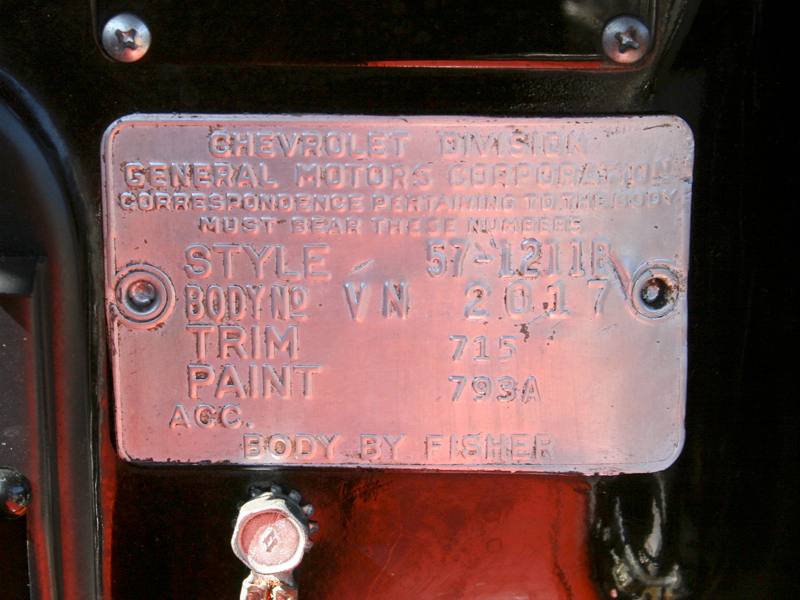 CHEVROLET DIVISION
GENERAL MOTORS CORPORATION
CORRESPONDENCE PERTAINING TO THE BODY
MUST BEAR THESE NUMBERS
STYLE 57-1211B
BODY Nº VN 2017
TRIM 715
PAINT 793A
ACC.
BODY BY FISHER